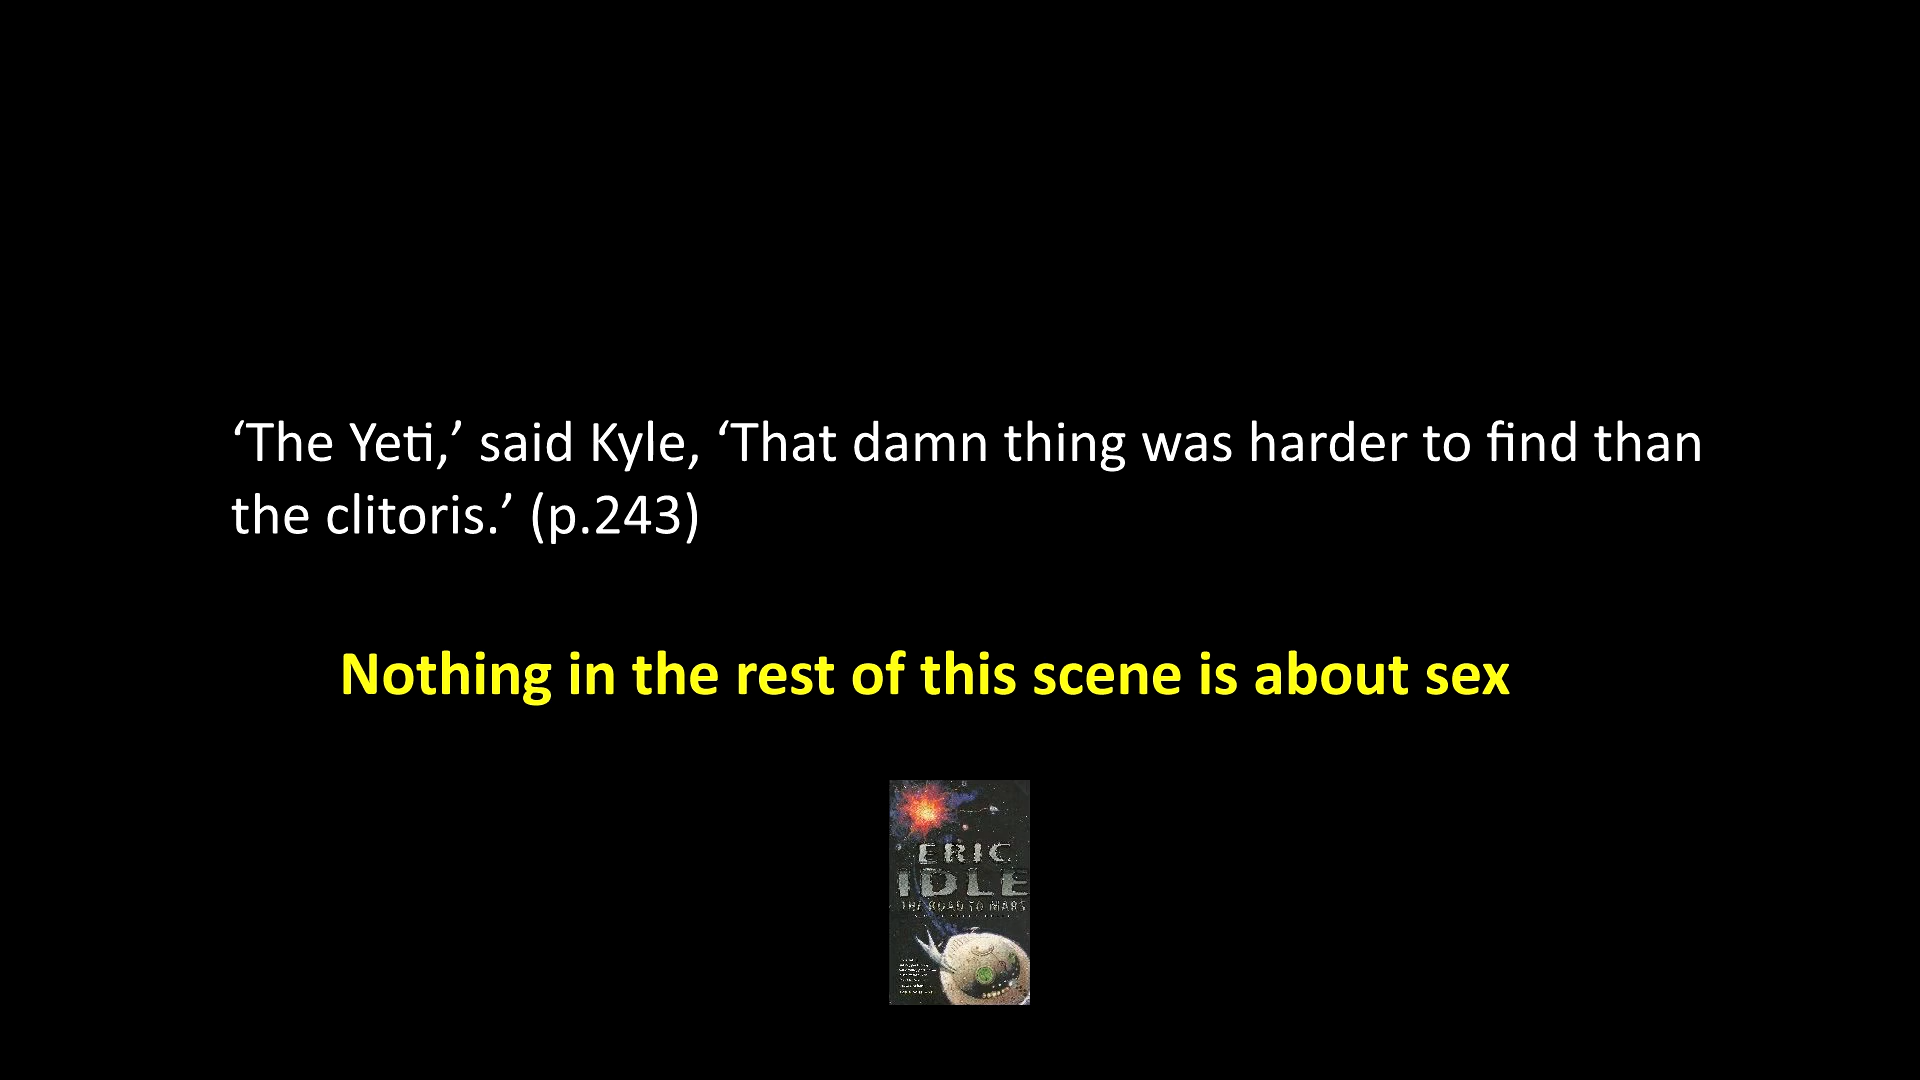 ‘The Yeti,’ said Kyle, ‘That damn thing was harder to find than
the clitoris.’ (p.243)
Nothing in the rest of this scene is about sex
ERIC
IDLE
THE ROAD TO MARS